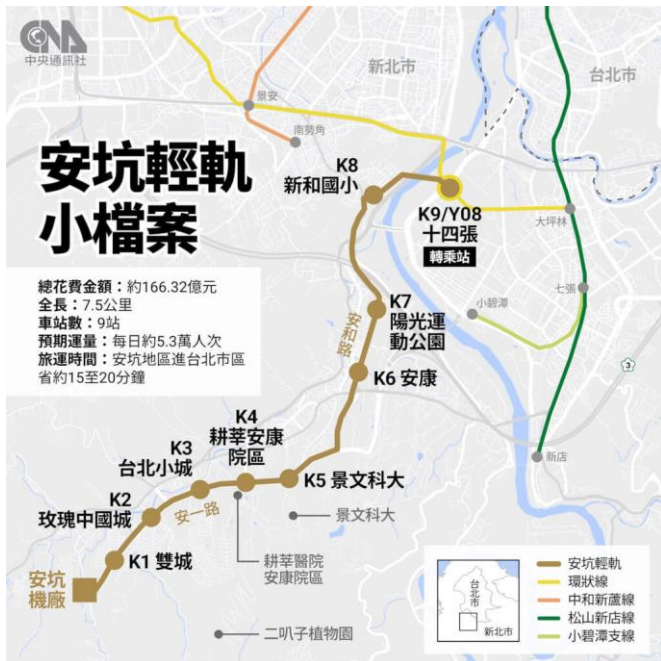 CNA
中央通訊社
新北市
台北市
景安
南勢角
安坑輕軌
小檔案
K8
新和國小
K9/Y08
十四張
轉乘站
大坪林
總花費金額：約166.32億元
全長：7.5公里
車站數：9站
預期運量：每日約5.3萬人次
旅運時間：安坑地區進台北市區
省約15至20分鐘
七張
小碧潭
K7
陽光運
動公園
安和路
3
K6 安康
K4
耕莘安康
院區
K3
台北小城
新店
K5 景文科大
K2
玫瑰中國城
安一路
景文科大
K1 雙城
耕莘醫院
安康院區
安坑
機廠
二叭子植物園
台北市
新北市
安坑輕軌
環狀線
中和新蘆線
松山新店線
小碧潭支線